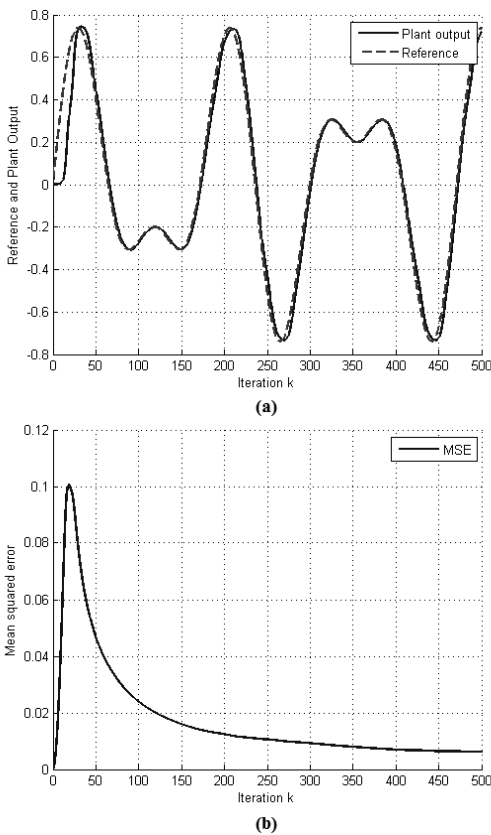 0.8
0.6
0.4
0.2
0
-0.2
-0.4
-0.6
-0.8
Reference and Plant Output
Plant output
Reference
0 50 100 150 200 250 300 350 400 450 500
Iteration k
(a)
0.12
0.1
0.08
0.06
0.04
0.02
0
Mean squared error
MSE
0 50 100 150 200 250 300 350 400 450 500
Iteration k
(b)